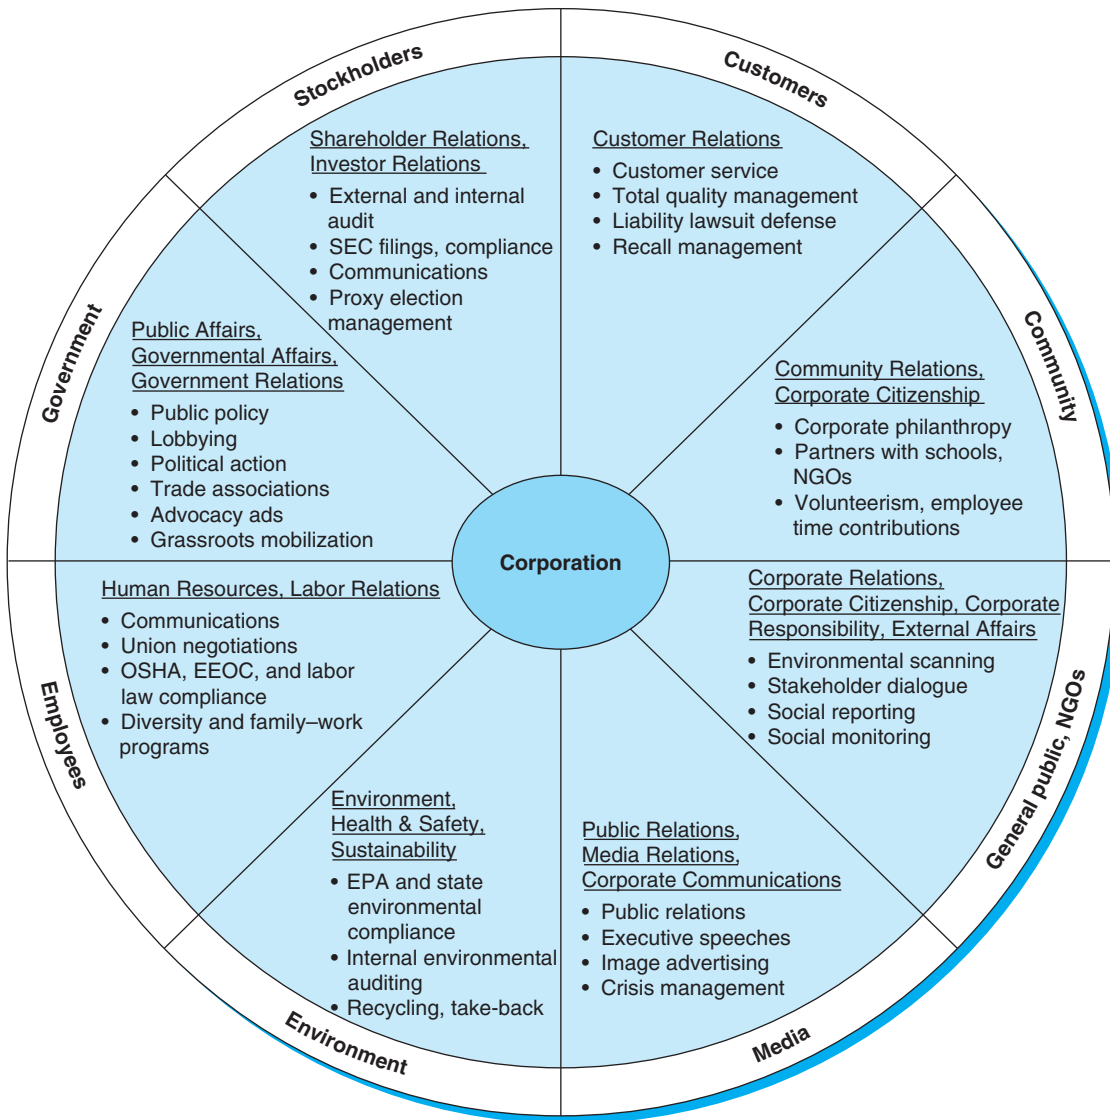 Stockholders
Shareholder Relations,
Investor Relations
• External and internal
audit
• SEC filings, compliance
• Communications
• Proxy election
management
Customers
Customer Relations
• Customer service
• Total quality management
• Liability lawsuit defense
• Recall management
Community
Community Relations,
Corporate Citizenship
• Corporate philanthropy
• Partners with schools,
NGOs
• Volunteerism, employee
time contributions
General public, NGOs
Corporate Relations,
Corporate Citizenship, Corporate
Responsibility, External Affairs
• Environmental scanning
• Stakeholder dialogue
• Social reporting
• Social monitoring
Media
Public Relations,
Media Relations,
Corporate Communications
• Public relations
• Executive speeches
• Image advertising
• Crisis management
Environment
Environment,
Health & Safety,
Sustainability
• EPA and state
environmental
compliance
• Internal environmental
auditing
• Recycling, take-back
Employees
Human Resources, Labor Relations
• Communications
• Union negotiations
• OSHA, EEOC, and labor
law compliance
• Diversity and family–work
programs
Government
Public Affairs,
Governmental Affairs,
Government Relations
• Public policy
• Lobbying
• Political action
• Trade associations
• Advocacy ads
• Grassroots mobilization
Corporation